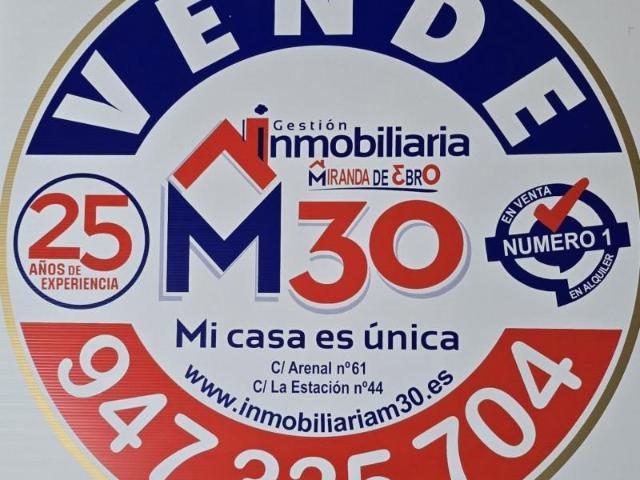 VENDE
Gestión
inmobiliaria
MIRANDA DE EBRO
M30
25
AÑOS DE
EXPERIENCIA
EN VENTA
NUMERO 1
EN ALQUILER
Mi casa es única
C/ Arenal nº61
C/ La Estación nº44
www.inmobiliariam30.es
947 325 704